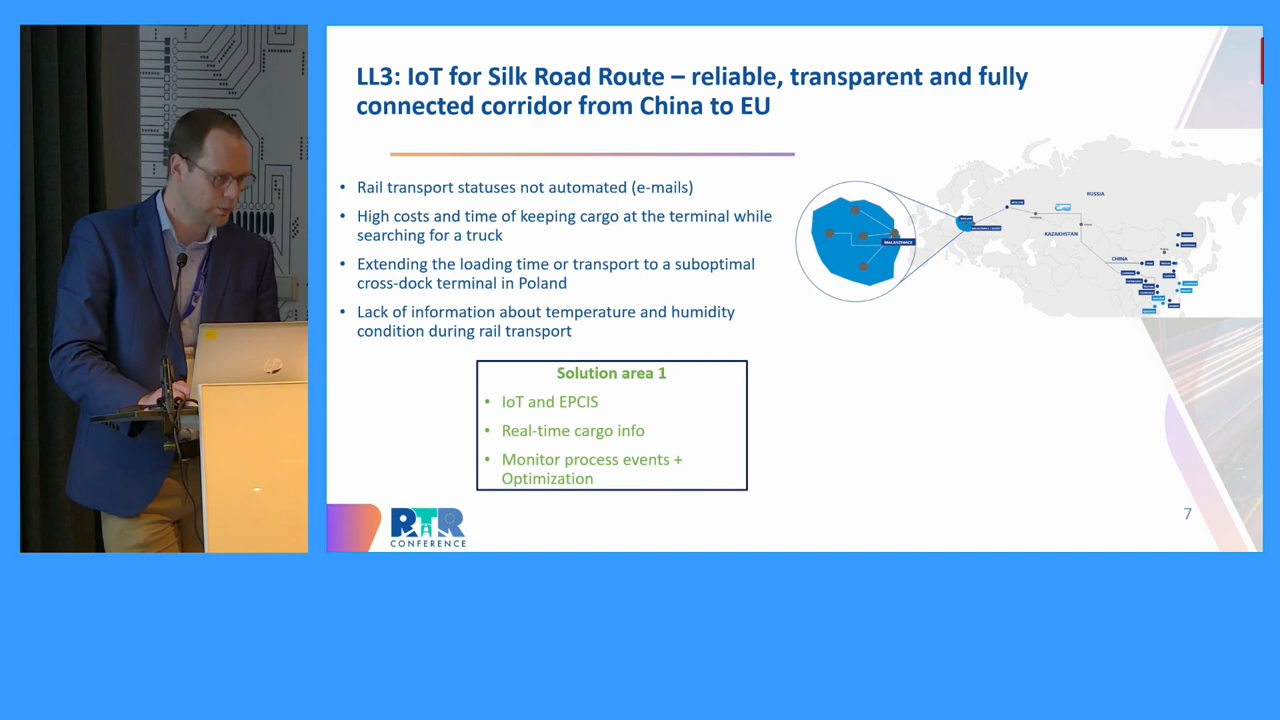 LL3: IoT for Silk Road Route – reliable, transparent and fully
connected corridor from China to EU
• Rail transport statuses not automated (e-mails)
• High costs and time of keeping cargo at the terminal while
searching for a truck
• Extending the loading time or transport to a suboptimal
cross-dock terminal in Poland
• Lack of information about temperature and humidity
condition during rail transport
RUSSIA
KAZAKHSTAN
CHINA
MALASZEWICZE
Solution area 1
• IoT and EPCIS
• Real-time cargo info
• Monitor process events +
Optimization
RTR
CONFERENCE
7